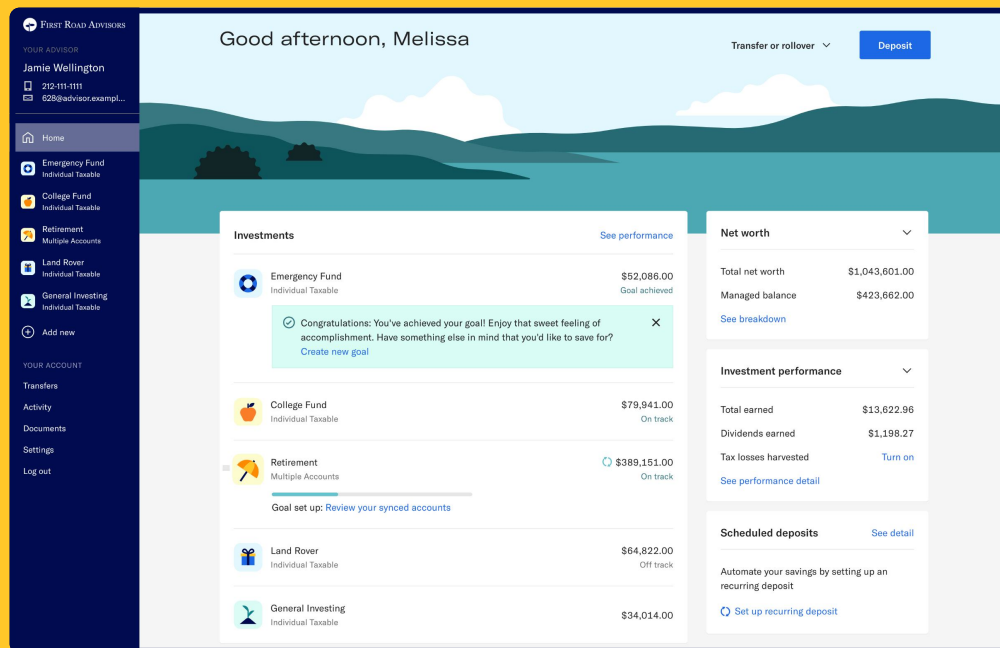 FIRST ROAD ADVISORS
YOUR ADVISOR
Jamie Wellington
212-111-1111
628@advisor.exampl...
Home
Emergency Fund
Individual Taxable
College Fund
Individual Taxable
Retirement
Multiple Accounts
Land Rover
Individual Taxable
General Investing
Individual Taxable
Add new
YOUR ACCOUNT
Transfers
Activity
Documents
Settings
Log out
Good afternoon, Melissa
Transfer or rollover
Deposit
Investments
See performance
Emergency Fund
$52,086.00
Individual Taxable
Goal achieved
Congratulations: You've achieved your goal! Enjoy that sweet feeling of
accomplishment. Have something else in mind that you'd like to save for?
Create new goal
College Fund
$79,941.00
Individual Taxable
On track
Retirement
$389,151.00
Multiple Accounts
On track
Goal set up: Review your synced accounts
Land Rover
$64,822.00
Individual Taxable
Off track
General Investing
$34,014.00
Individual Taxable
Net worth
Total net worth
$1,043,601.00
Managed balance
$423,662.00
See breakdown
Investment performance
Total earned
$13,622.96
Dividends earned
$1,198.27
Tax losses harvested
Turn on
See performance detail
Scheduled deposits
See detail
Automate your savings by setting up an
recurring deposit
Set up recurring deposit